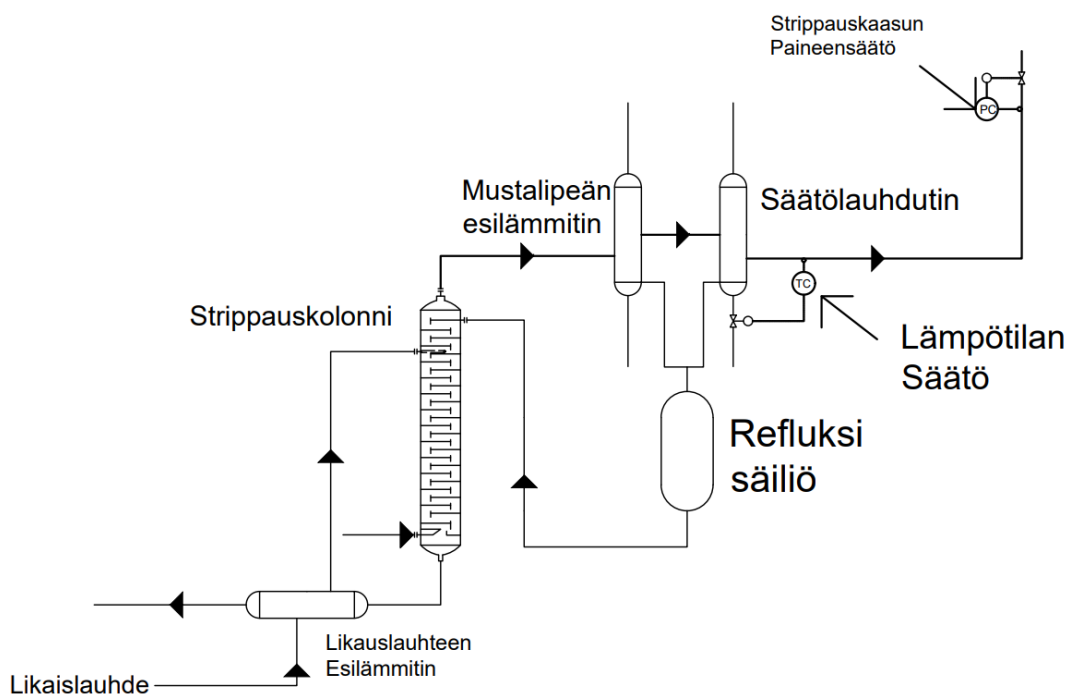 Strippauskaasun
Paineensäätö
PC
Mustalipeän
esilämmitin
Säätölauhdutin
TC
Strippauskolonni
Lämpötilan
Säätö
Refluksi
säiliö
Likauslauhteen
Esilämmitin
Likaislauhde